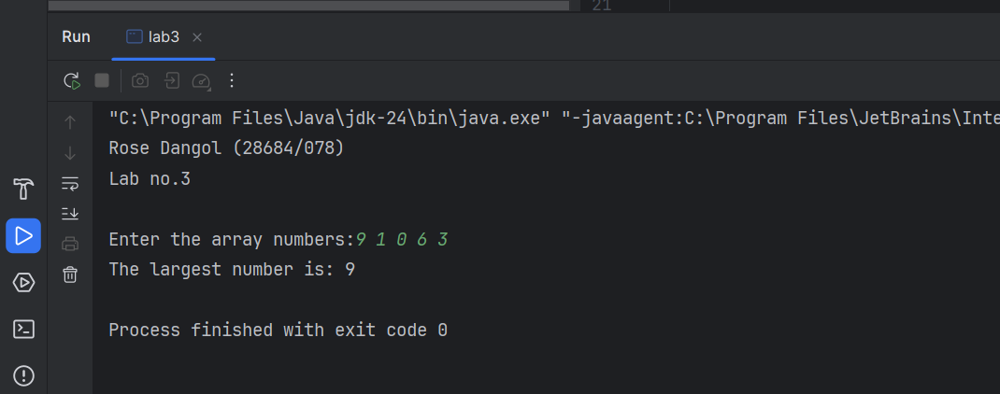 21
Run lab3
"C:\Program Files\Java\jdk-24\bin\java.exe" "-javaagent:C:\Program Files\JetBrains\Inte
Rose Dangol (28684/078)
Lab no.3
Enter the array numbers:9 1 0 6 3
The largest number is: 9
Process finished with exit code 0